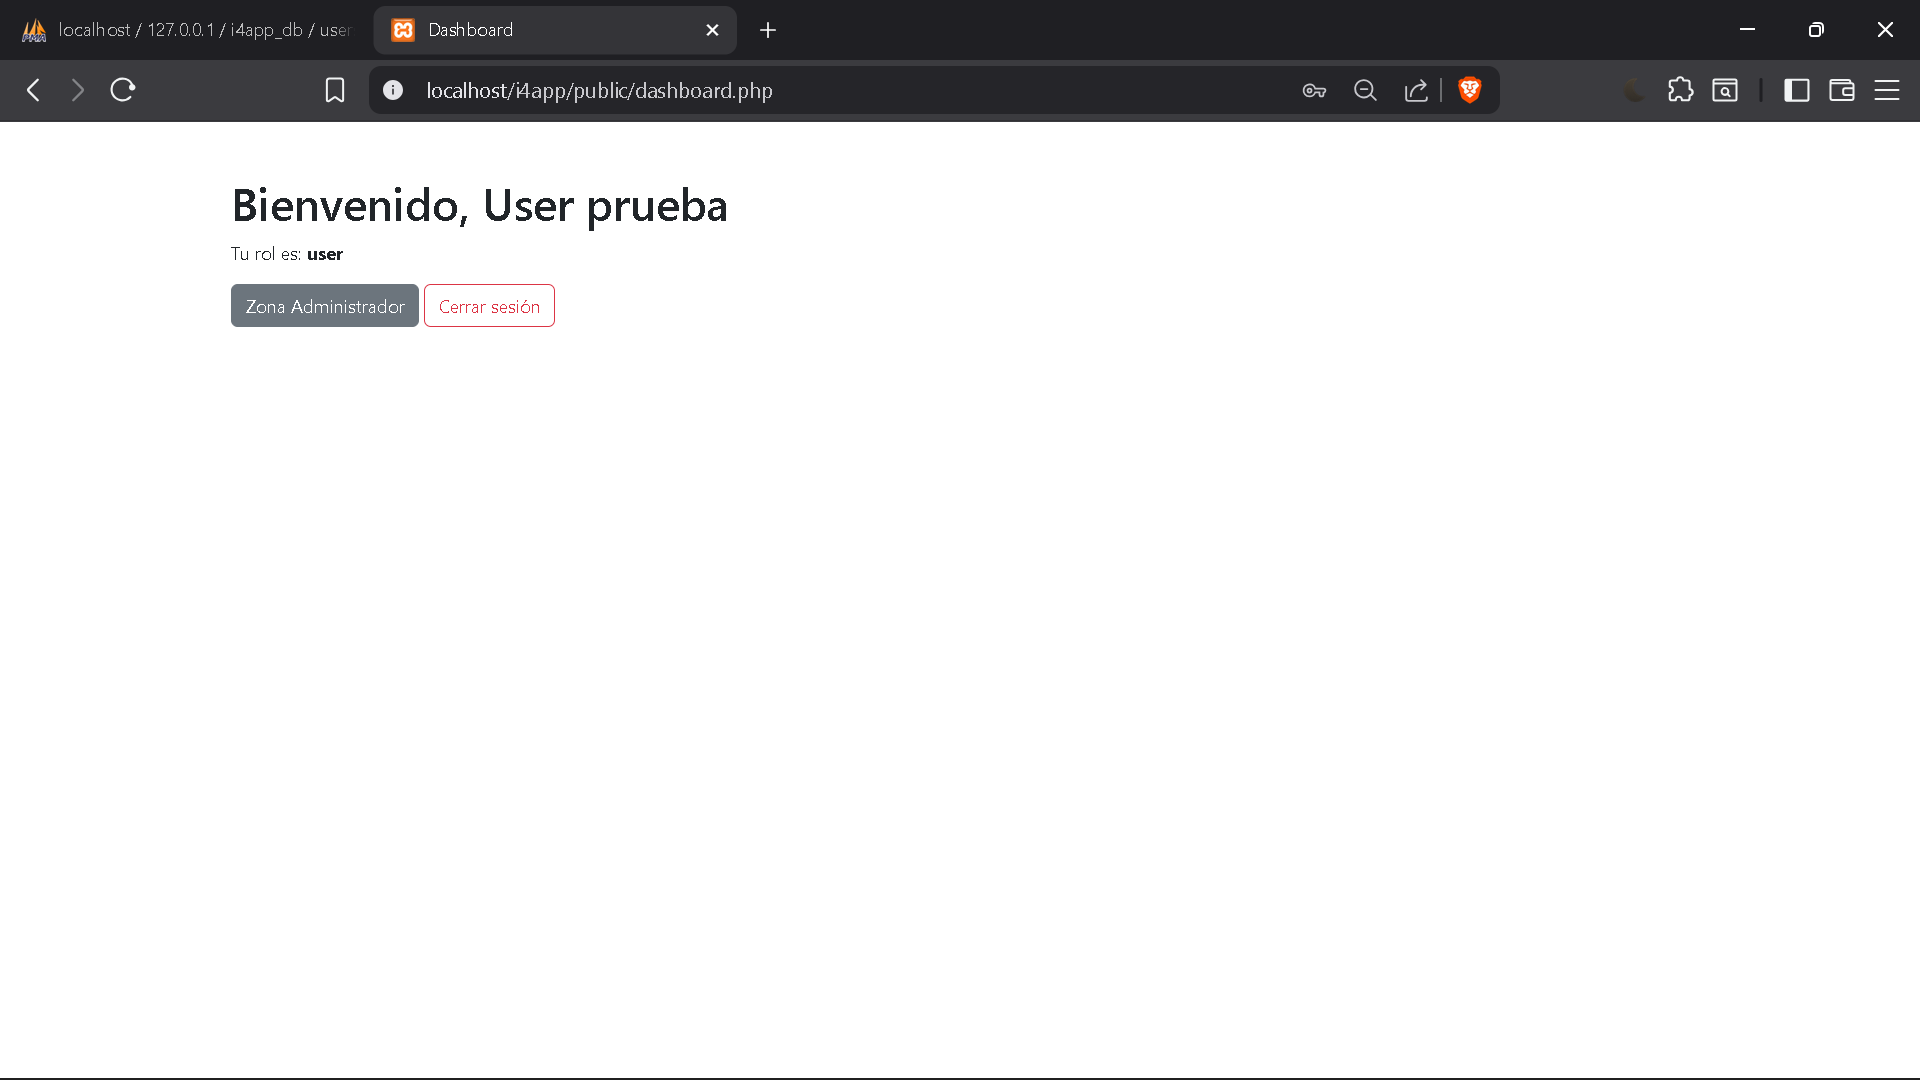 localhost / 127.0.0.1 / i4app_db / user
Dashboard
localhost/i4app/public/dashboard.php
Bienvenido, User prueba
Tu rol es: user
Zona Administrador
Cerrar sesión